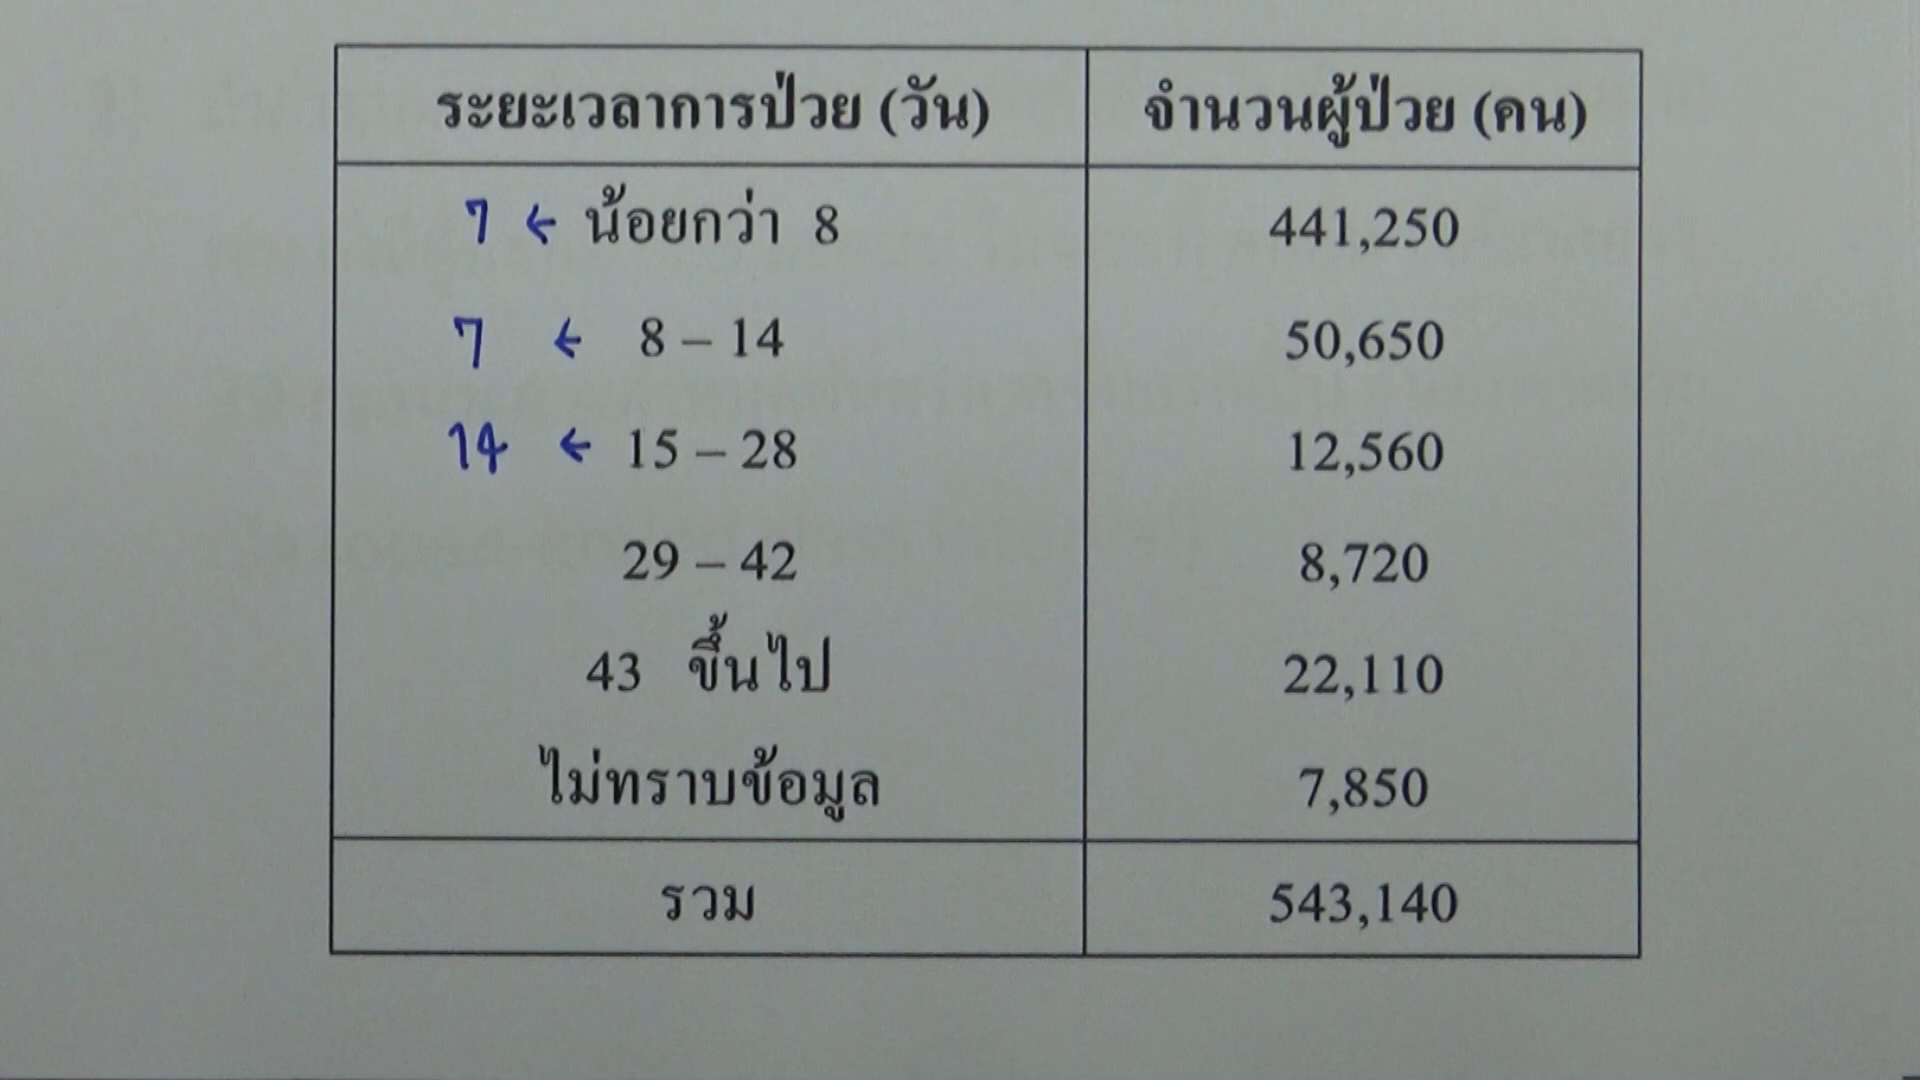 ระยะเวลาการป่วย (วัน) จำนวนผู้ป่วย (คน)
7 ← น้อยกว่า 8 441,250
7 ← 8 – 14 50,650
14 ← 15 – 28 12,560
29 – 42 8,720
43 ขึ้นไป 22,110
ไม่ทราบข้อมูล 7,850
รวม 543,140